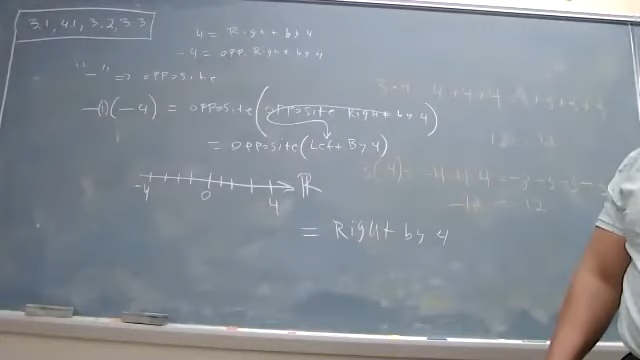 3.1, 4.1, 3.2, 3.3
4 = Right by 4
-4 = opp. Right by 4
"-" => opposite
-(1)(-4) = opposite(opposite Right by 4)
= opposite(Left By 4)
-4 0 4 ℝ
= Right by 4
3·4 4+4+4
12 12
3( 4) -4 4 4
-12 12